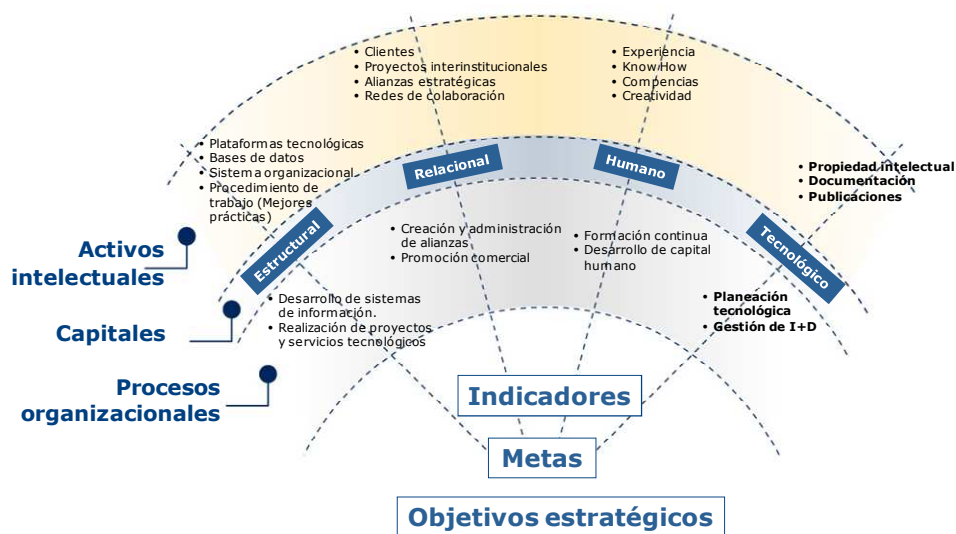 • Clientes
• Proyectos interinstitucionales
• Alianzas estratégicas
• Redes de colaboración
• Experiencia
• Know How
• Compencias
• Creatividad
• Plataformas tecnológicas
• Bases de datos
• Sistema organizacional
• Procedimiento de
trabajo (Mejores
prácticas)
• Propiedad intelectual
• Documentación
• Publicaciones
Estructural
Relacional
Humano
Tecnológico
• Creación y administración
de alianzas
• Promoción comercial
• Formación continua
• Desarrollo de capital
humano
• Desarrollo de sistemas
de información.
• Realización de proyectos
y servicios tecnológicos
• Planeación
tecnológica
• Gestión de I+D
Activos
intelectuales
Capitales
Procesos
organizacionales
Indicadores
Metas
Objetivos estratégicos